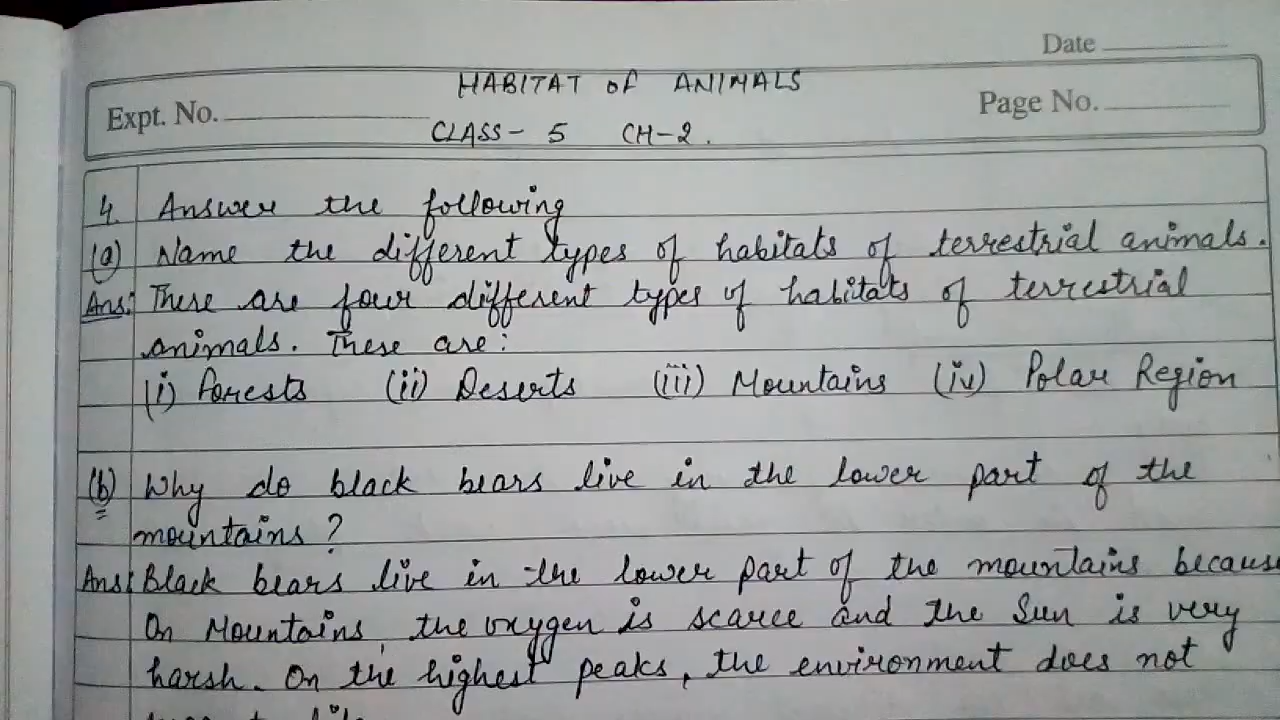 Date
HABITAT OF ANIMALS
Expt. No.
Page No.
CLASS- 5 CH-2.
4. Answer the following
(a) Name the different types of habitats of terrestrial animals.
Ans: There are four different types of habitats of terrestrial
animals. These are:
(i) Forests (ii) Deserts (iii) Mountains (iv) Polar Region
(b) Why do black bears live in the lower part of the
mountains?
Ans: Black bears live in the lower part of the mountains because
On Mountains, the oxygen is scarce and the Sun is very
harsh. On the highest peaks, the environment does not